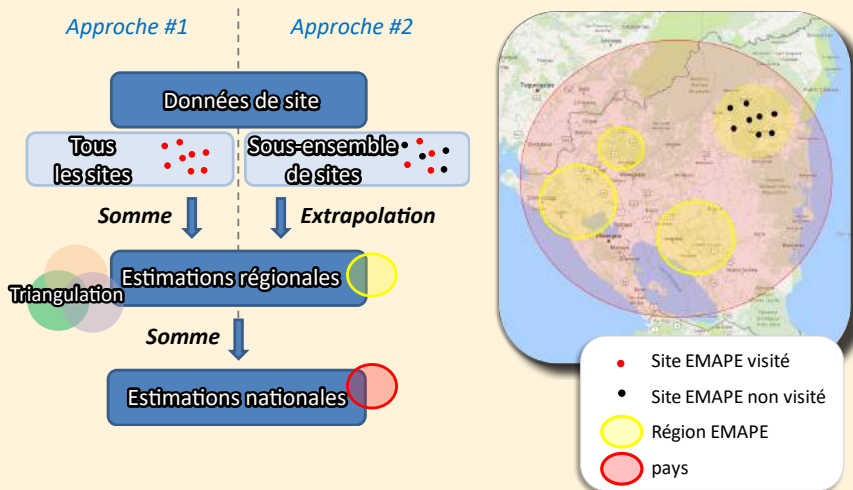 Approche #1
Approche #2
Données de site
Tous
les sites
Sous-ensemble
de sites
Somme
Extrapolation
Triangulation
Estimations régionales
Somme
Estimations nationales
Site EMAPE visité
Site EMAPE non visité
Région EMAPE
pays